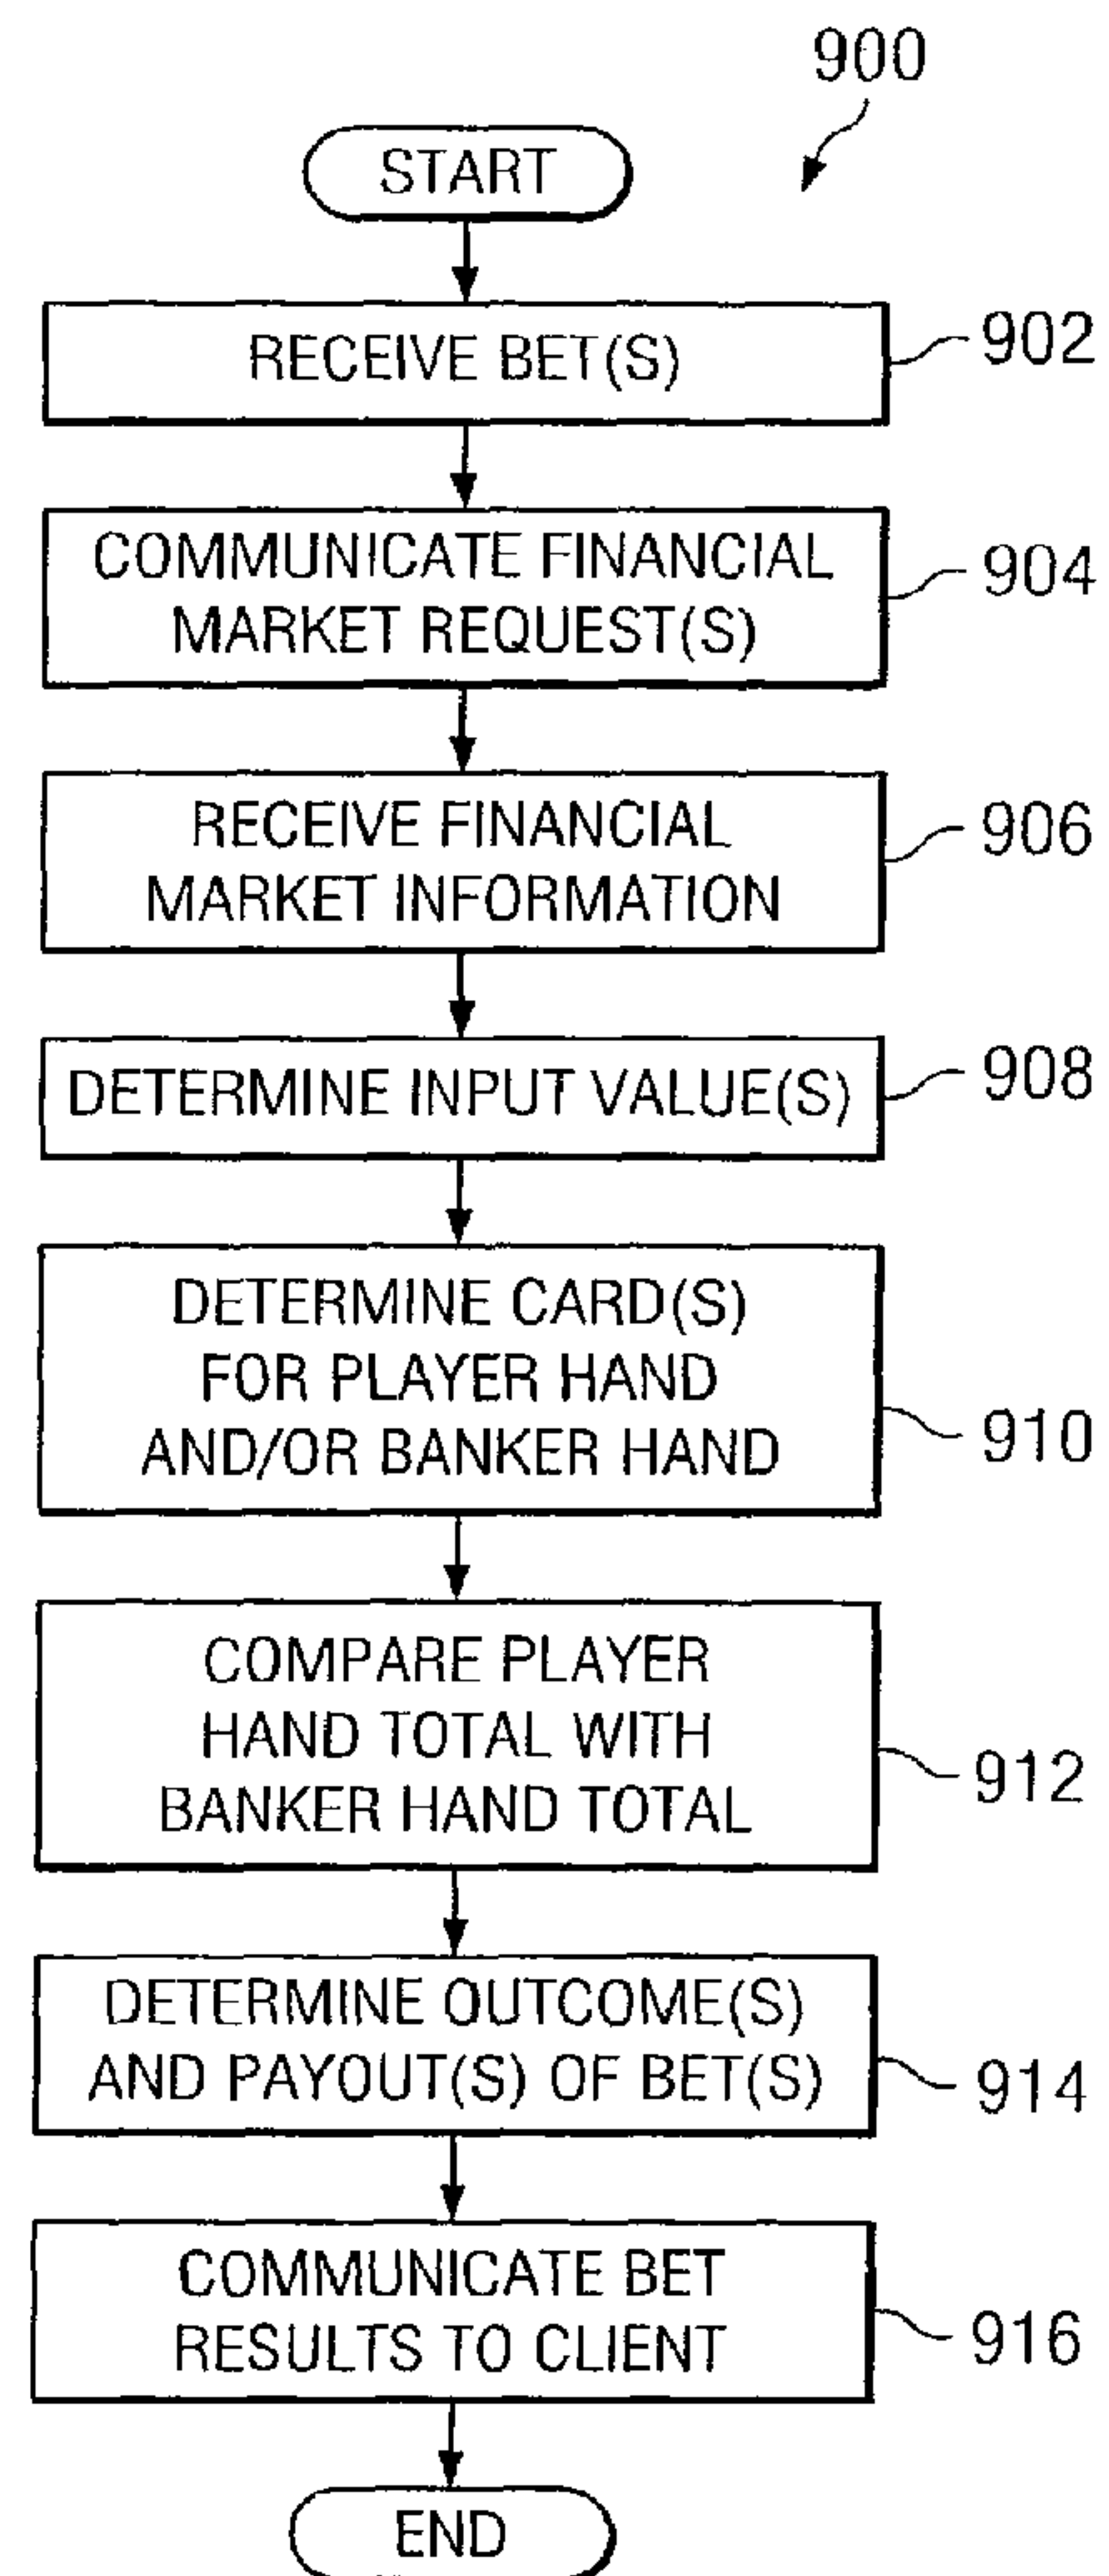 900
START
RECEIVE BET(S)
902
COMMUNICATE FINANCIAL
MARKET REQUEST(S)
904
RECEIVE FINANCIAL
MARKET INFORMATION
906
DETERMINE INPUT VALUE(S)
908
DETERMINE CARD(S)
FOR PLAYER HAND
AND/OR BANKER HAND
910
COMPARE PLAYER
HAND TOTAL WITH
BANKER HAND TOTAL
912
DETERMINE OUTCOME(S)
AND PAYOUT(S) OF BET(S)
914
COMMUNICATE BET
RESULTS TO CLIENT
916
END